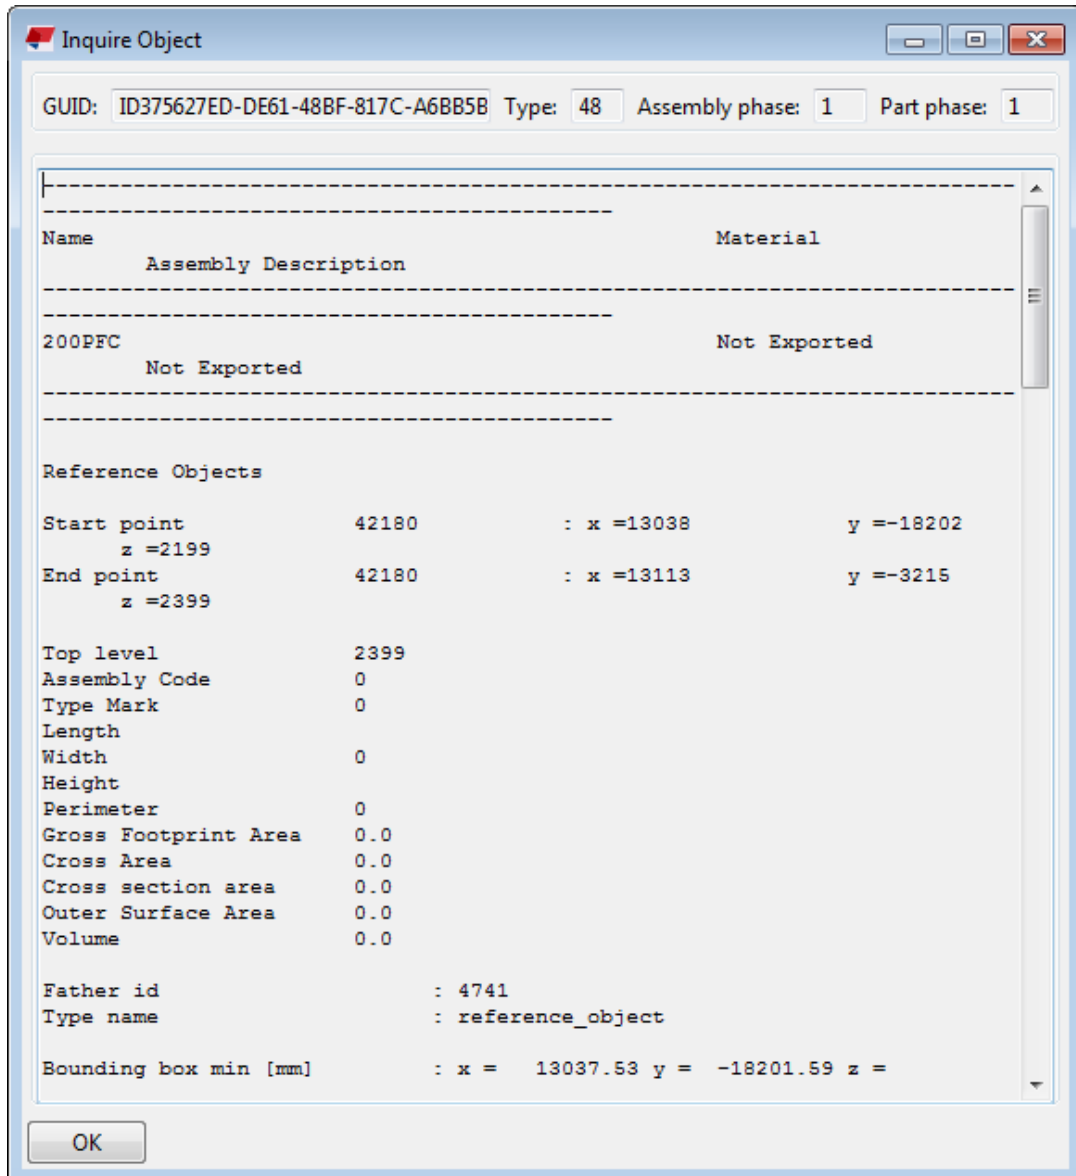 Inquire Object
GUID: ID375627ED-DE61-48BF-817C-A6BB5B Type: 48 Assembly phase: 1 Part phase: 1
---------------------------------------------------------------------------
--------------------------------------------
Name Material
Assembly Description
---------------------------------------------------------------------------
--------------------------------------------
200PFC Not Exported
Not Exported
---------------------------------------------------------------------------
--------------------------------------------
Reference Objects
Start point 42180 : x =13038 y =-18202
z =2199
End point 42180 : x =13113 y =-3215
z =2399
Top level 2399
Assembly Code 0
Type Mark 0
Length
Width 0
Height
Perimeter 0
Gross Footprint Area 0.0
Cross Area 0.0
Cross section area 0.0
Outer Surface Area 0.0
Volume 0.0
Father id : 4741
Type name : reference_object
Bounding box min [mm] : x = 13037.53 y = -18201.59 z =
OK